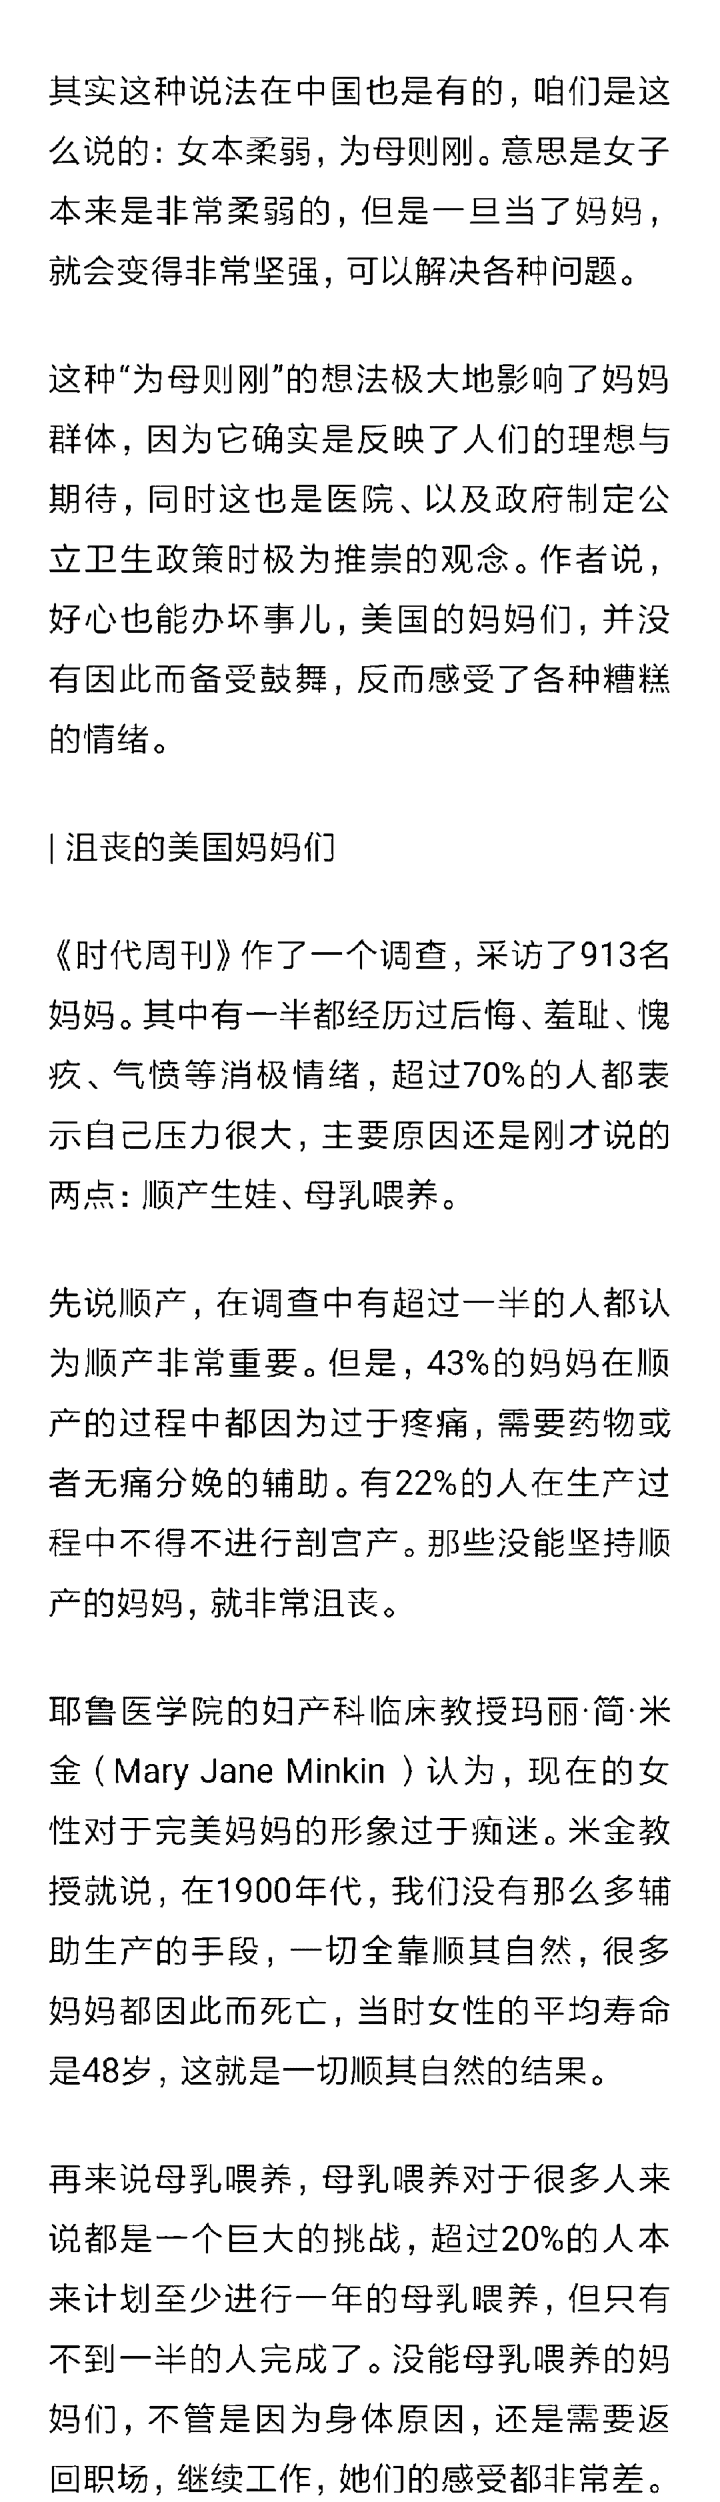 其实这种说法在中国也是有的，咱们是这
么说的：女本柔弱，为母则刚。意思是女子
本来是非常柔弱的，但是一旦当了妈妈，
就会变得非常坚强，可以解决各种问题。
这种“为母则刚”的想法极大地影响了妈妈
群体，因为它确实是反映了人们的理想与
期待，同时这也是医院、以及政府制定公
立卫生政策时极为推崇的观念。作者说，
好心也能办坏事儿，美国的妈妈们，并没
有因此而备受鼓舞，反而感受了各种糟糕
的情绪。
| 沮丧的美国妈妈们
《时代周刊》作了一个调查，采访了913名
妈妈。其中有一半都经历过后悔、羞耻、愧
疚、气愤等消极情绪，超过70%的人都表
示自己压力很大，主要原因还是刚才说的
两点：顺产生娃、母乳喂养。
先说顺产，在调查中有超过一半的人都认
为顺产非常重要。但是，43%的妈妈在顺
产的过程中都因为过于疼痛，需要药物或
者无痛分娩的辅助。有22%的人在生产过
程中不得不进行剖宫产。那些没能坚持顺
产的妈妈，就非常沮丧。
耶鲁医学院的妇产科临床教授玛丽·简·米
金（Mary Jane Minkin ）认为，现在的女
性对于完美妈妈的形象过于痴迷。米金教
授就说，在1900年代，我们没有那么多辅
助生产的手段，一切全靠顺其自然，很多
妈妈都因此而死亡，当时女性的平均寿命
是48岁，这就是一切顺其自然的结果。
再来说母乳喂养，母乳喂养对于很多人来
说都是一个巨大的挑战，超过20%的人本
来计划至少进行一年的母乳喂养，但只有
不到一半的人完成了。没能母乳喂养的妈
妈们，不管是因为身体原因，还是需要返
回职场，继续工作，她们的感受都非常差。